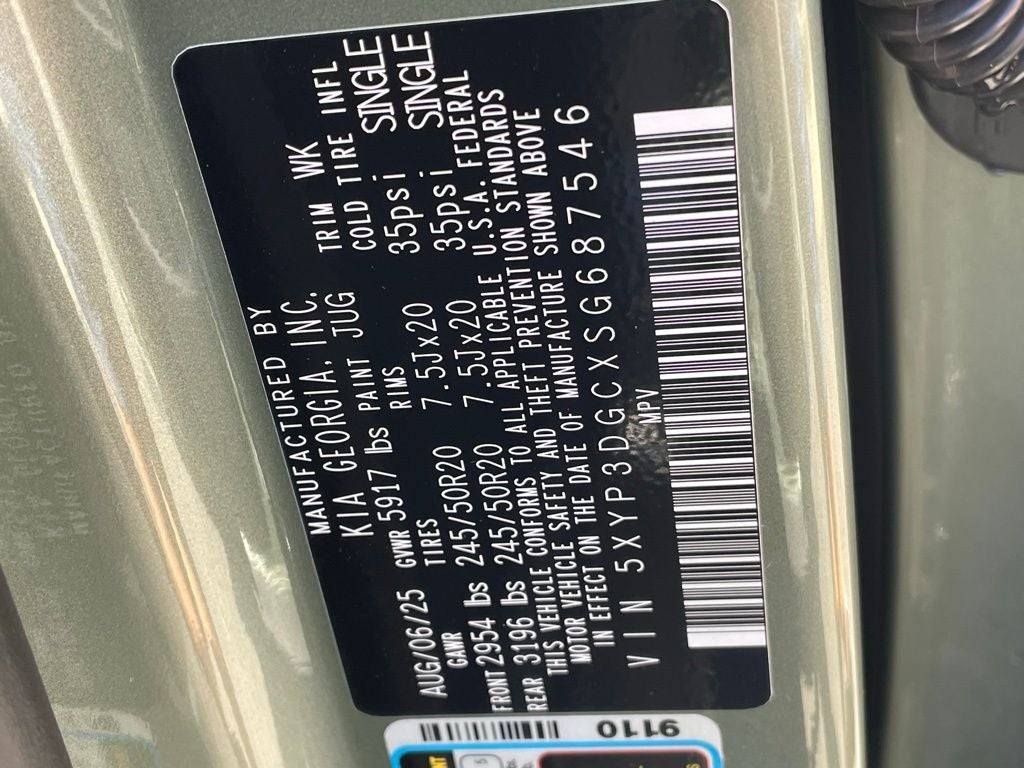 MANUFACTURED BY
KIA GEORGIA, INC.
TRIM WK
AUG/06/25 GVWR 5917 lbs PAINT JUG COLD TIRE INFL
GAWR TIRES RIMS
FRONT 2954 lbs 245/50R20 7.5Jx20 35psi SINGLE
REAR 3196 lbs 245/50R20 7.5Jx20 35psi SINGLE
THIS VEHICLE CONFORMS TO ALL APPLICABLE U.S.A. FEDERAL
MOTOR VEHICLE SAFETY AND THEFT PREVENTION STANDARDS
IN EFFECT ON THE DATE OF MANUFACTURE SHOWN ABOVE
VIN 5XYP3DGCXSG687546
MPV
9110